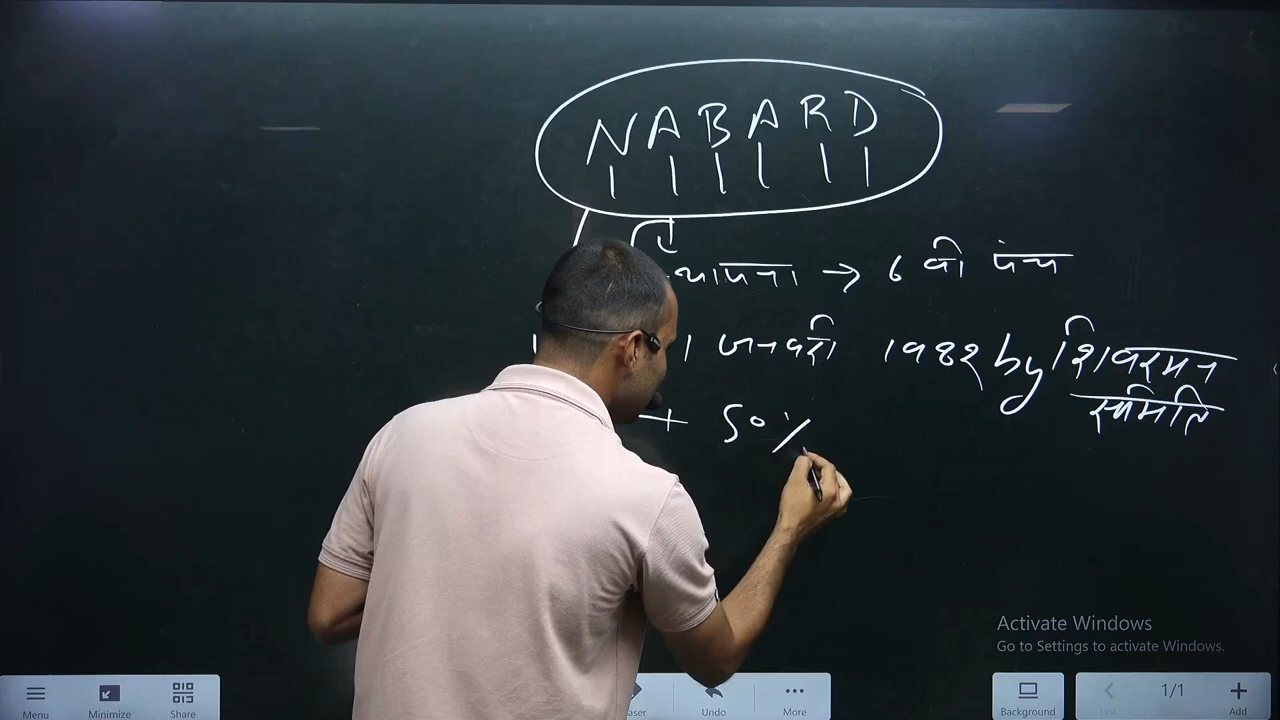 NABARD
स्थापना → 6 वी पंच
1 जानवरी 1982 by शिवरमन
समिति
+ 50%
Activate Windows
Go to Settings to activate Windows.
Menu Minimize Share Undo More Background 1/1 Add